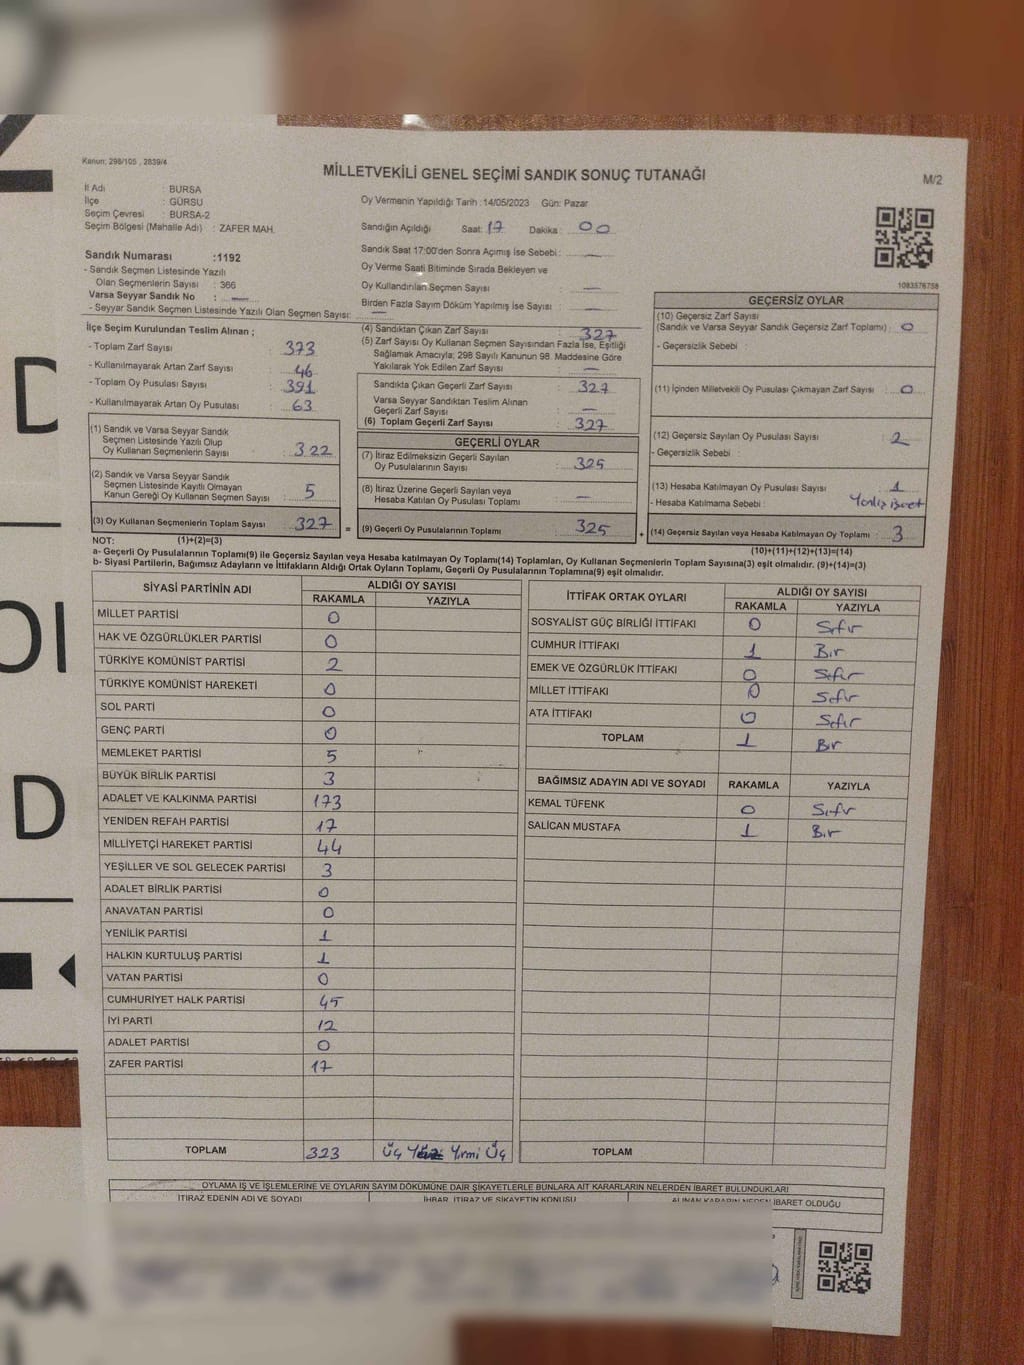 Kanun; 298/105 , 2839/4
MİLLETVEKİLİ GENEL SEÇİMİ SANDIK SONUÇ TUTANAĞI
M/2
İl Adı : BURSA
İlçe : GÜRSU
Seçim Çevresi : BURSA-2
Seçim Bölgesi (Mahalle Adı) : ZAFER MAH.
Oy Vermenin Yapıldığı Tarih :14/05/2023 Gün: Pazar
Sandığın Açıldığı Saat: 17 Dakika : 00
Sandık Saat 17:00'den Sonra Açımış İse Sebebi : —
Oy Verme Saati Bitiminde Sırada Bekleyen ve
Oy Kullandırılan Seçmen Sayısı : —
Birden Fazla Sayım Döküm Yapılmış İse Sayısı : —
1083576758
Sandık Numarası :1192
- Sandık Seçmen Listesinde Yazılı
Olan Seçmenlerin Sayısı : 366
Varsa Seyyar Sandık No : —
- Seyyar Sandık Seçmen Listesinde Yazılı Olan Seçmen Sayısı: —
İlçe Seçim Kurulundan Teslim Alınan ;
- Toplam Zarf Sayısı : 373
- Kullanılmayarak Artan Zarf Sayısı : 46
- Toplam Oy Pusulası Sayısı : 391
- Kullanılmayarak Artan Oy Pusulası : 63
(1) Sandık ve Varsa Seyyar Sandık
Seçmen Listesinde Yazılı Olup
Oy Kullanan Seçmenlerin Sayısı : 322
(2) Sandık ve Varsa Seyyar Sandık
Seçmen Listesinde Kayıtlı Olmayan
Kanun Gereği Oy Kullanan Seçmen Sayısı : 5
(3) Oy Kullanan Seçmenlerin Toplam Sayısı : 327
(4) Sandıktan Çıkan Zarf Sayısı : 327
(5) Zarf Sayısı Oy Kullanan Seçmen Sayısından Fazla İse, Eşitliği
Sağlamak Amacıyla; 298 Sayılı Kanunun 98. Maddesine Göre
Yakılarak Yok Edilen Zarf Sayısı : —
Sandıkta Çıkan Geçerli Zarf Sayısı : 327
Varsa Seyyar Sandıktan Teslim Alınan
Geçerli Zarf Sayısı : —
(6) Toplam Geçerli Zarf Sayısı : 327
GEÇERLİ OYLAR
(7) İtiraz Edilmeksizin Geçerli Sayılan
Oy Pusulalarının Sayısı : 325
(8) İtiraz Üzerine Geçerli Sayılan veya
Hesaba Katılan Oy Pusulası Toplamı : —
= (9) Geçerli Oy Pusulalarının Toplamı : 325
GEÇERSİZ OYLAR
(10) Geçersiz Zarf Sayısı
(Sandık ve Varsa Seyyar Sandık Geçersiz Zarf Toplamı) : 0
- Geçersizlik Sebebi :
(11) İçinden Milletvekili Oy Pusulası Çıkmayan Zarf Sayısı : 0
(12) Geçersiz Sayılan Oy Pusulası Sayısı : 2
- Geçersizlik Sebebi :
(13) Hesaba Katılmayan Oy Pusulası Sayısı : 1
- Hesaba Katılmama Sebebi :
+ (14) Geçersiz Sayılan veya Hesaba Katılmayan Oy Toplamı : 3
NOT: (1)+(2)=(3)
(10)+(11)+(12)+(13)=(14)
a- Geçerli Oy Pusulalarının Toplamı(9) ile Geçersiz Sayılan veya Hesaba katılmayan Oy Toplamı(14) Toplamları, Oy Kullanan Seçmenlerin Toplam Sayısına(3) eşit olmalıdır. (9)+(14)=(3)
b- Siyasi Partilerin, Bağımsız Adayların ve İttifakların Aldığı Ortak Oyların Toplamı, Geçerli Oy Pusulalarının Toplamına(9) eşit olmalıdır.
SİYASİ PARTİNİN ADI ALDIĞI OY SAYISI
RAKAMLA YAZIYLA
MİLLET PARTİSİ 0
HAK VE ÖZGÜRLÜKLER PARTİSİ 0
TÜRKİYE KOMÜNİST PARTİSİ 2
TÜRKİYE KOMÜNİST HAREKETİ 0
SOL PARTİ 0
GENÇ PARTİ 0
MEMLEKET PARTİSİ 5
BÜYÜK BİRLİK PARTİSİ 3
ADALET VE KALKINMA PARTİSİ 173
YENİDEN REFAH PARTİSİ 17
MİLLİYETÇİ HAREKET PARTİSİ 44
YEŞİLLER VE SOL GELECEK PARTİSİ 3
ADALET BİRLİK PARTİSİ 0
ANAVATAN PARTİSİ 0
YENİLİK PARTİSİ 1
HALKIN KURTULUŞ PARTİSİ 1
VATAN PARTİSİ 0
CUMHURİYET HALK PARTİSİ 45
İYİ PARTİ 12
ADALET PARTİSİ 0
ZAFER PARTİSİ 17
TOPLAM 323 Üç Yüz Yirmi Üç
İTTİFAK ORTAK OYLARI ALDIĞI OY SAYISI
RAKAMLA YAZIYLA
SOSYALİST GÜÇ BİRLİĞİ İTTİFAKI 0 Sıfır
CUMHUR İTTİFAKI 1 Bir
EMEK VE ÖZGÜRLÜK İTTİFAKI 0 Sıfır
MİLLET İTTİFAKI 0 Sıfır
ATA İTTİFAKI 0 Sıfır
TOPLAM 1 Bir
BAĞIMSIZ ADAYIN ADI VE SOYADI RAKAMLA YAZIYLA
KEMAL TÜFENK 0 Sıfır
SALİCAN MUSTAFA 1 Bir
TOPLAM
OYLAMA İŞ VE İŞLEMLERİNE VE OYLARIN SAYIM DÖKÜMÜNE DAİR ŞİKAYETLERLE BUNLARA AİT KARARLARIN NELERDEN İBARET BULUNDUKLARI
İTİRAZ EDENİN ADI VE SOYADI İHBAR, İTİRAZ VE ŞİKAYETİN KONUSU ALINAN KARARIN NEDEN İBARET OLDUĞU